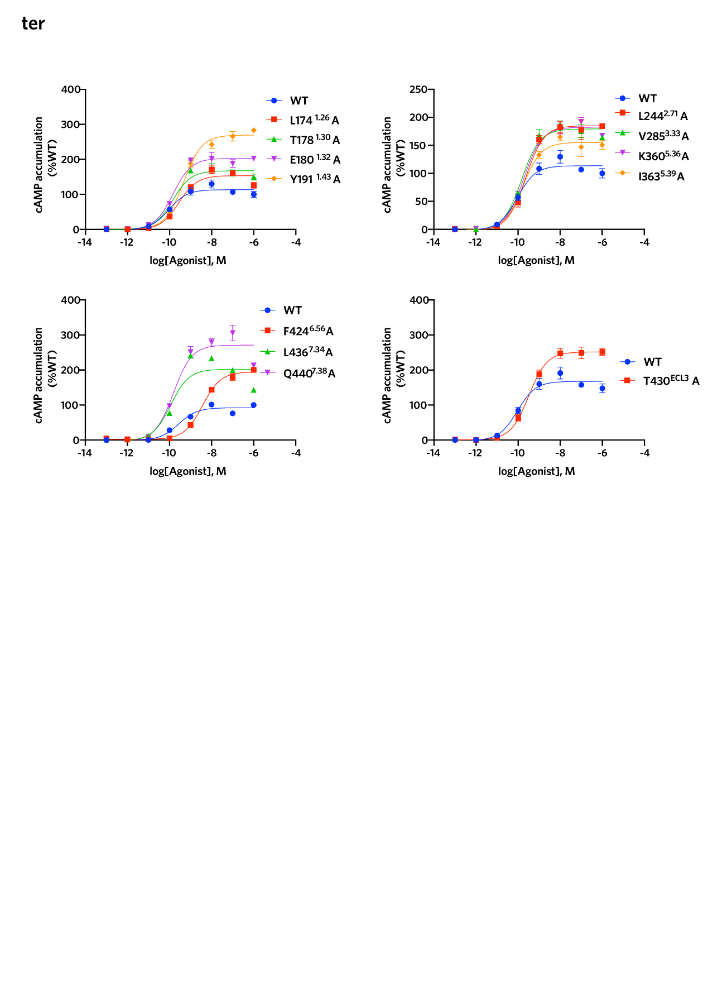 ter
400
300
200
100
0
cAMP accumulation
(%WT)
-14 -12 -10 -8 -6 -4
log[Agonist], M
WT
L174 1.26 A
T178 1.30 A
E180 1.32 A
Y191 1.43 A
250
200
150
100
50
0
cAMP accumulation
(%WT)
-14 -12 -10 -8 -6 -4
log[Agonist], M
WT
L244 2.71 A
V285 3.33 A
K360 5.36 A
I363 5.39 A
400
300
200
100
0
cAMP accumulation
(%WT)
-14 -12 -10 -8 -6 -4
log[Agonist], M
WT
F424 6.56 A
L436 7.34 A
Q440 7.38 A
400
300
200
100
0
cAMP accumulation
(%WT)
-14 -12 -10 -8 -6 -4
log[Agonist], M
WT
T430 ECL3 A